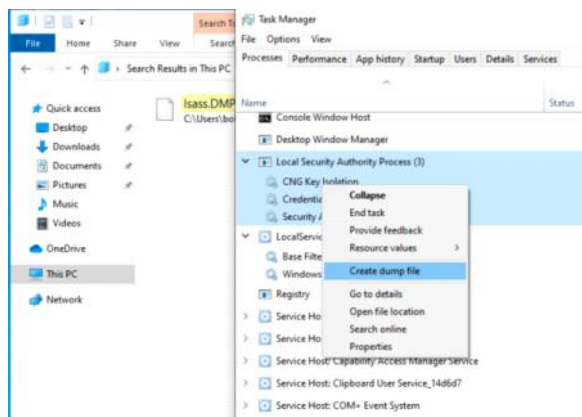 Search To
File Home Share View Search
Search Results in This PC
Quick access
Desktop
Downloads
Documents
Pictures
Music
Videos
OneDrive
This PC
Network
lsass.DMP
C:\Users\bo
Task Manager
File Options View
Processes Performance App history Startup Users Details Services
Name Status
Console Window Host
Desktop Window Manager
Local Security Authority Process (3)
CNG Key Isolation
Credentia
Security A
LocalServic
Base Filte
Windows
Registry
Service Ho
Service Ho
Service Host: Capability Access Manager Service
Service Host: Clipboard User Service_14d6d7
Service Host: COM+ Event System
Collapse
End task
Provide feedback
Resource values
Create dump file
Go to details
Open file location
Search online
Properties